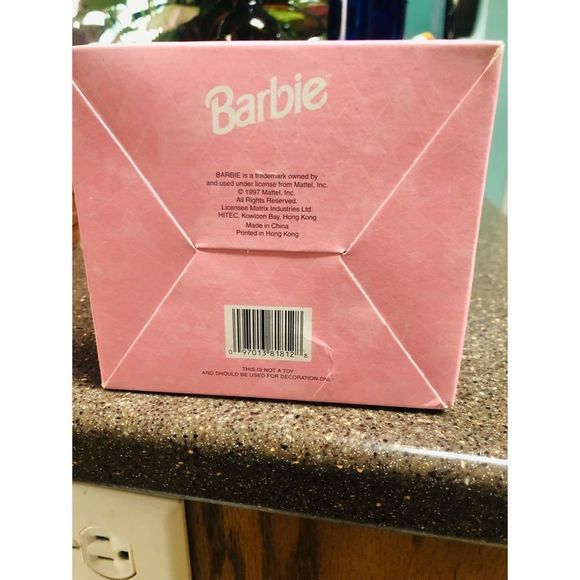 Barbie™
BARBIE is a trademark owned by
and used under license from Mattel, Inc.
© 1997 Mattel, Inc.
All Rights Reserved.
Licensee Matrix Industries Ltd
HITEC, Kowloon Bay, Hong Kong
Made in China
Printed in Hong Kong
0 97013 81812 8
THIS IS NOT A TOY
AND SHOULD BE USED FOR DECORATION ONLY